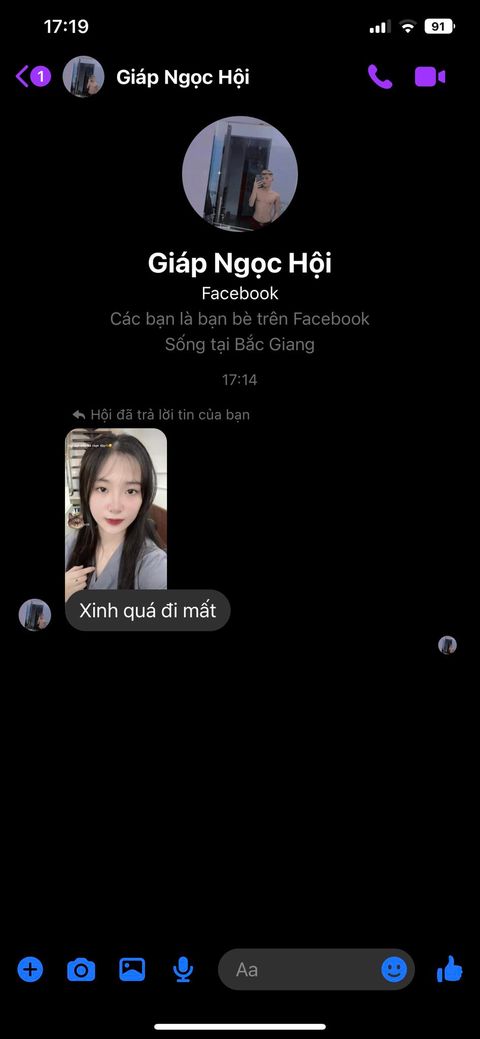 17:19
91
1
Giáp Ngọc Hội
Giáp Ngọc Hội
Facebook
Các bạn là bạn bè trên Facebook
Sống tại Bắc Giang
17:14
Hội đã trả lời tin của bạn
Xinh quá đi mất
Aa